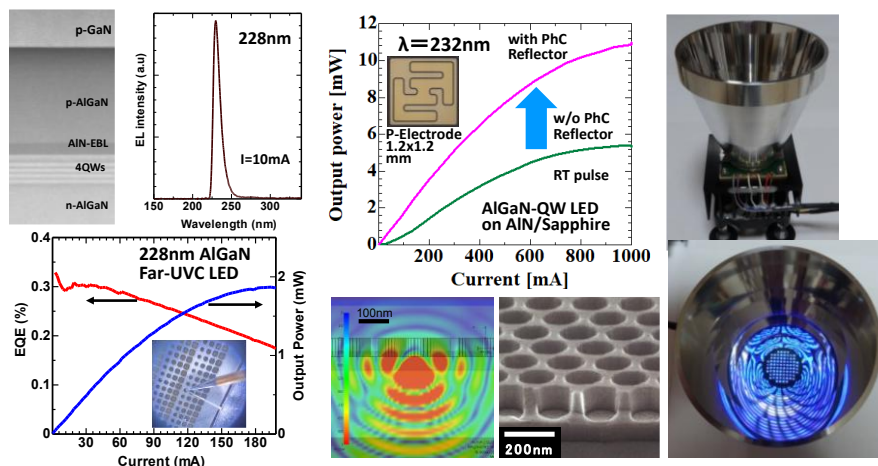 p-GaN
p-AlGaN
AlN-EBL
4QWs
n-AlGaN
EL intensity (a.u)
228nm
I=10mA
150 200 250 300
Wavelength (nm)
Output power [mW]
12
10
8
6
4
2
0
λ=232nm
with PhC
Reflector
P-Electrode
1.2x1.2
mm
w/o PhC
Reflector
RT pulse
AlGaN-QW LED
on AlN/Sapphire
200 400 600 800 1000
Current [mA]
EQE (%)
0.4
0.3
0.3
0.1
0
228nm AlGaN
Far-UVC LED
2
1
0
Output Power (mW)
30 60 90 120 150 180
Current (mA)
100nm
200nm